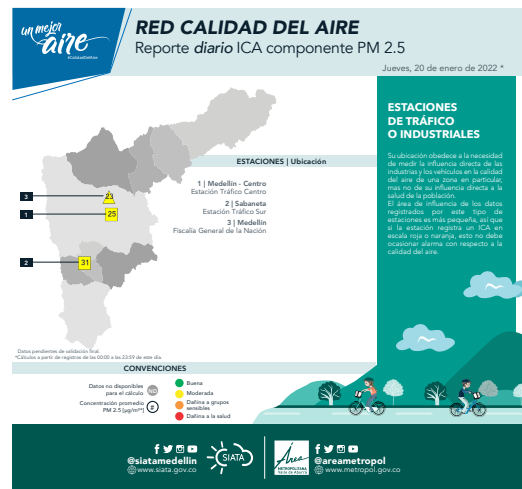 un mejor
aire
#CalidadDelAire
RED CALIDAD DEL AIRE
Reporte diario ICA componente PM 2.5
Jueves, 20 de enero de 2022 *
ESTACIONES | Ubicación
1 | Medellín - Centro
Estación Tráfico Centro
2 | Sabaneta
Estación Tráfico Sur
3 | Medellín
Fiscalía General de la Nación
3
23
1
25
2
31
ESTACIONES
DE TRÁFICO
O INDUSTRIALES
Su ubicación obedece a la necesidad
de medir la influencia directa de las
industrias y los vehículos en la calidad
del aire de una zona en particular,
mas no de su influencia directa a la
salud de la población.
El área de influencia de los datos
registrados por este tipo de
estaciones es más pequeña, así que
si la estación registra un ICA en
escala roja o naranja, esto no debe
ocasionar alarma con respecto a la
calidad del aire.
Datos pendientes de validación final.
*Cálculos a partir de registros de las 00:00 a las 23:59 de este día.
CONVENCIONES
Datos no disponibles
para el cálculo
ND
Concentración promedio
PM 2.5 [µg/m³*]
#
Buena
Moderada
Dañina a grupos
sensibles
Dañina a la salud
@siatamedellin
www.siata.gov.co
SIATA
Área
METROPOLITANA
Valle de Aburrá
@areametropol
www.metropol.gov.co